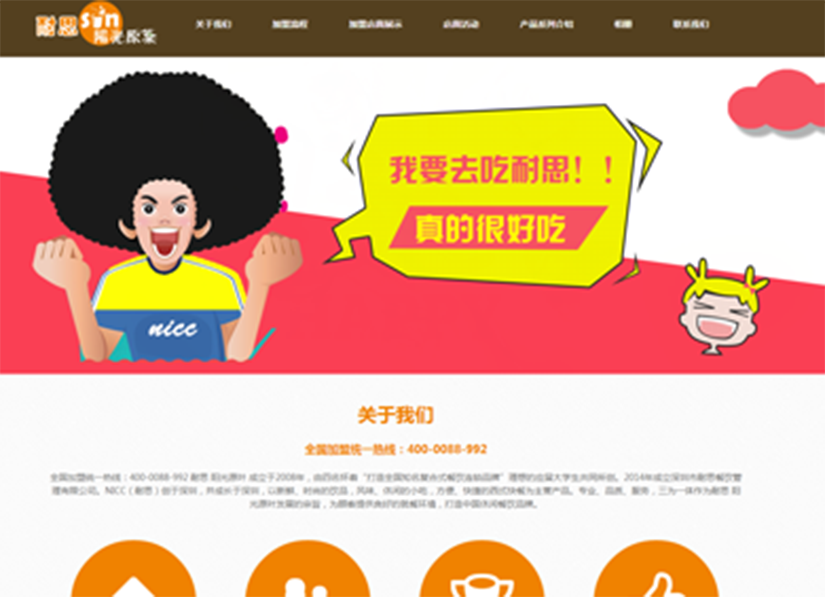 耐思
sun
阳光原茶
关于我们
加盟流程
加盟店面展示
店面活动
产品系列介绍
相册
联系我们
我要去吃耐思！！
真的很好吃
nicc
关于我们
全国加盟统一热线：400-0088-992
全国加盟统一热线：400-0088-992 耐思 阳光原叶 成立于2008年，由四名怀着“打造全国知名复合式餐饮连锁品牌”理想的应届大学生共同所创。2014年成立深圳市耐思餐饮管
理有限公司。NICC（耐思）创于深圳，并成长于深圳，以新鲜、时尚的饮品，风味、休闲的小吃，方便、快捷的西式快餐为主营产品。专业、品质、服务，三为一体作为耐思 阳
光原叶发展的宗旨，为顾客提供良好的就餐环境，打造中国休闲餐饮品牌。